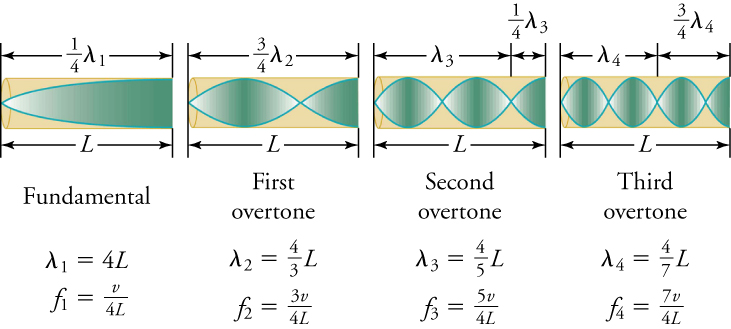 1/4 λ3
3/4 λ4
1/4 λ1
3/4 λ2
λ3
λ4
L
L
L
L
Fundamental
First
overtone
Second
overtone
Third
overtone
λ1 = 4L
λ2 = 4/3 L
λ3 = 4/5 L
λ4 = 4/7 L
f1 = v/4L
f2 = 3v/4L
f3 = 5v/4L
f4 = 7v/4L